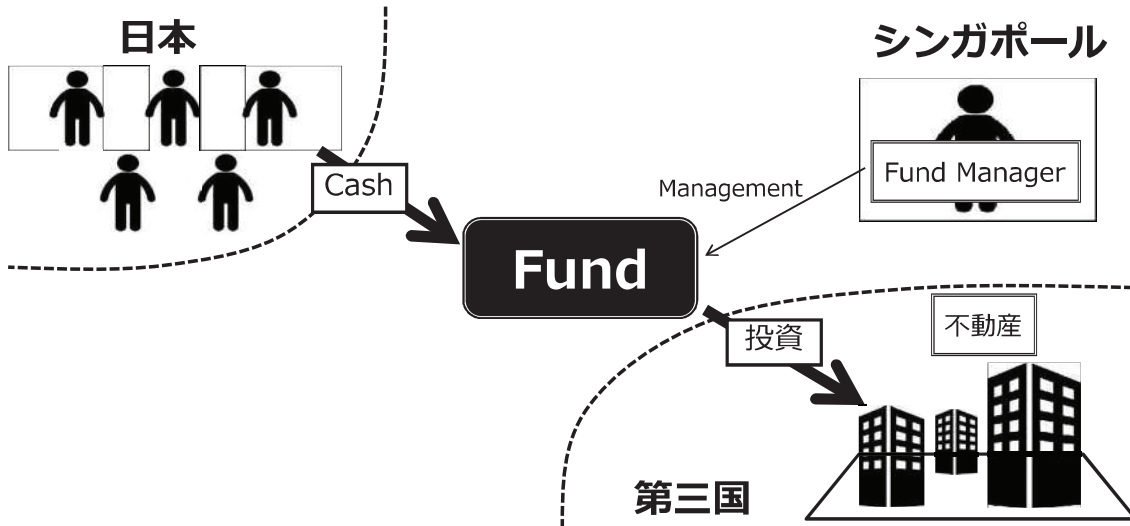 日本
シンガポール
Cash
Management
Fund Manager
Fund
投資
不動産
第三国